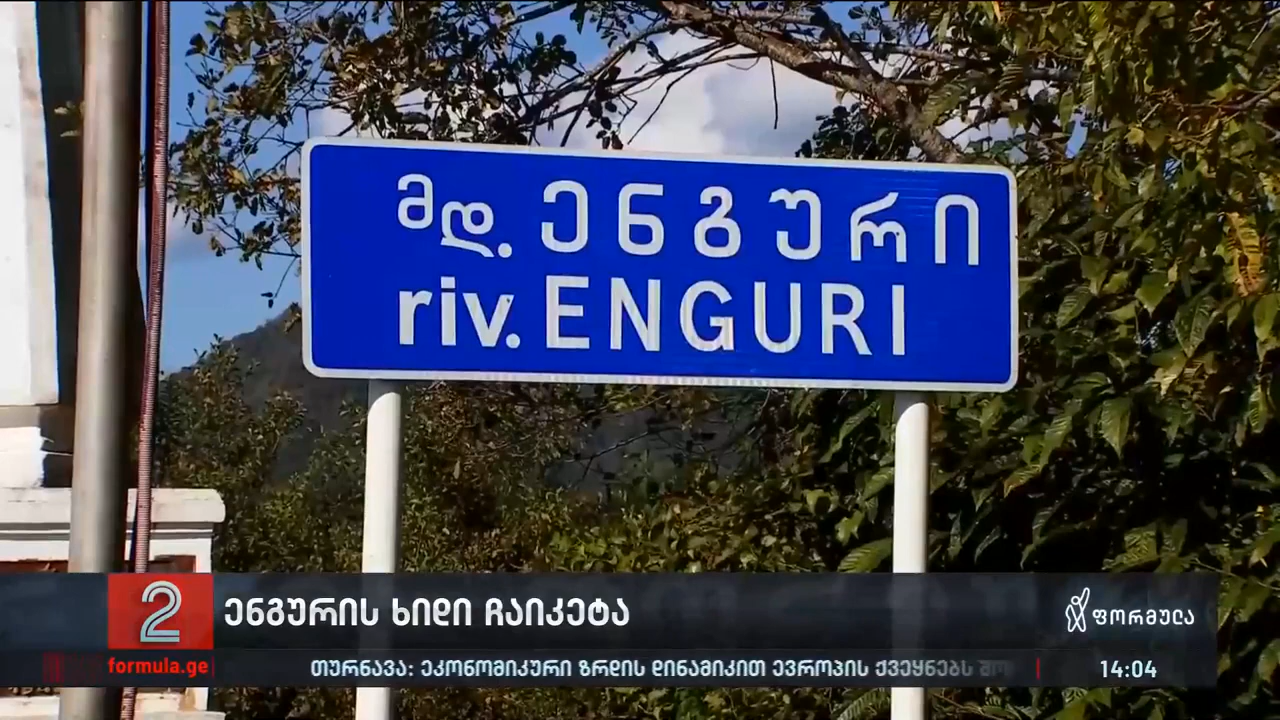 მდ. ენგური
riv. ENGURI
2
ენგურის ხიდი ჩაიკეტა
ფორმულა
formula.ge
თურნავა: ეკონომიკური ზრდის დინამიკით ევროპის ქვეყნებს
14:04